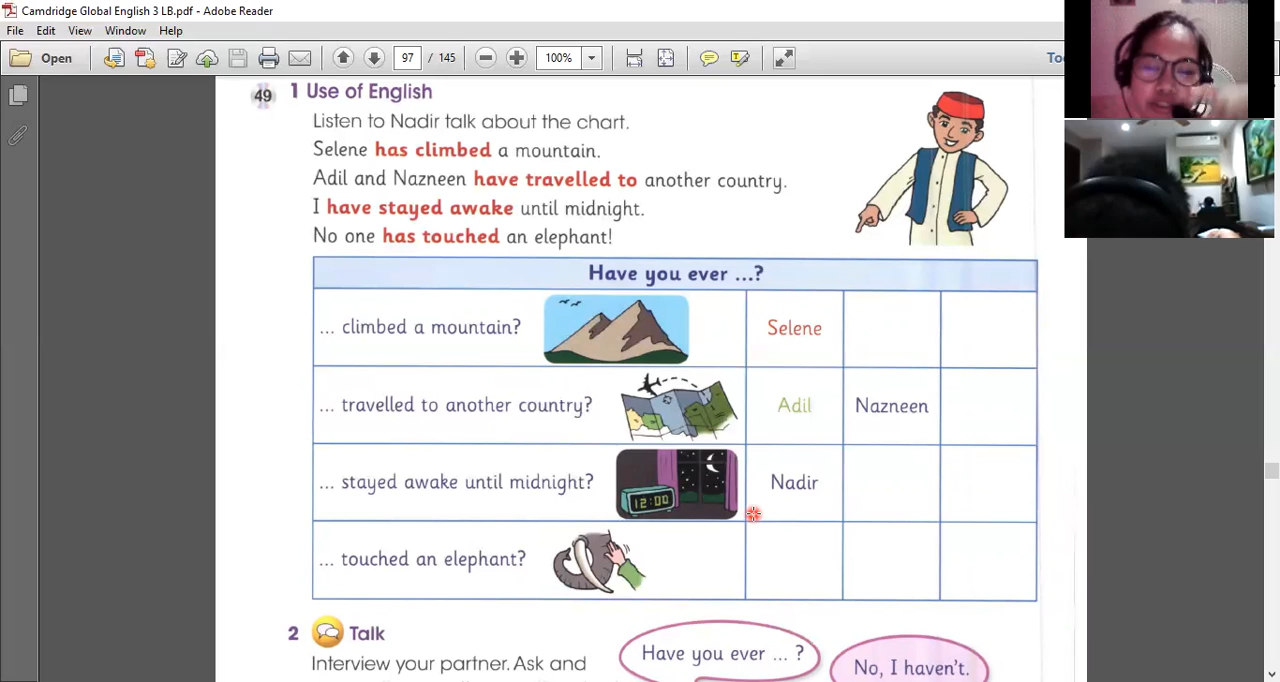 Camdridge Global English 3 LB.pdf - Adobe Reader
File Edit View Window Help
Open 97 / 145 100%
49 1 Use of English
Listen to Nadir talk about the chart.
Selene has climbed a mountain.
Adil and Nazneen have travelled to another country.
I have stayed awake until midnight.
No one has touched an elephant!
Have you ever ...?
... climbed a mountain? Selene
... travelled to another country? Adil Nazneen
... stayed awake until midnight? 12:00 Nadir
... touched an elephant?
2 Talk
Interview your partner. Ask and
Have you ever ... ?
No, I haven't.